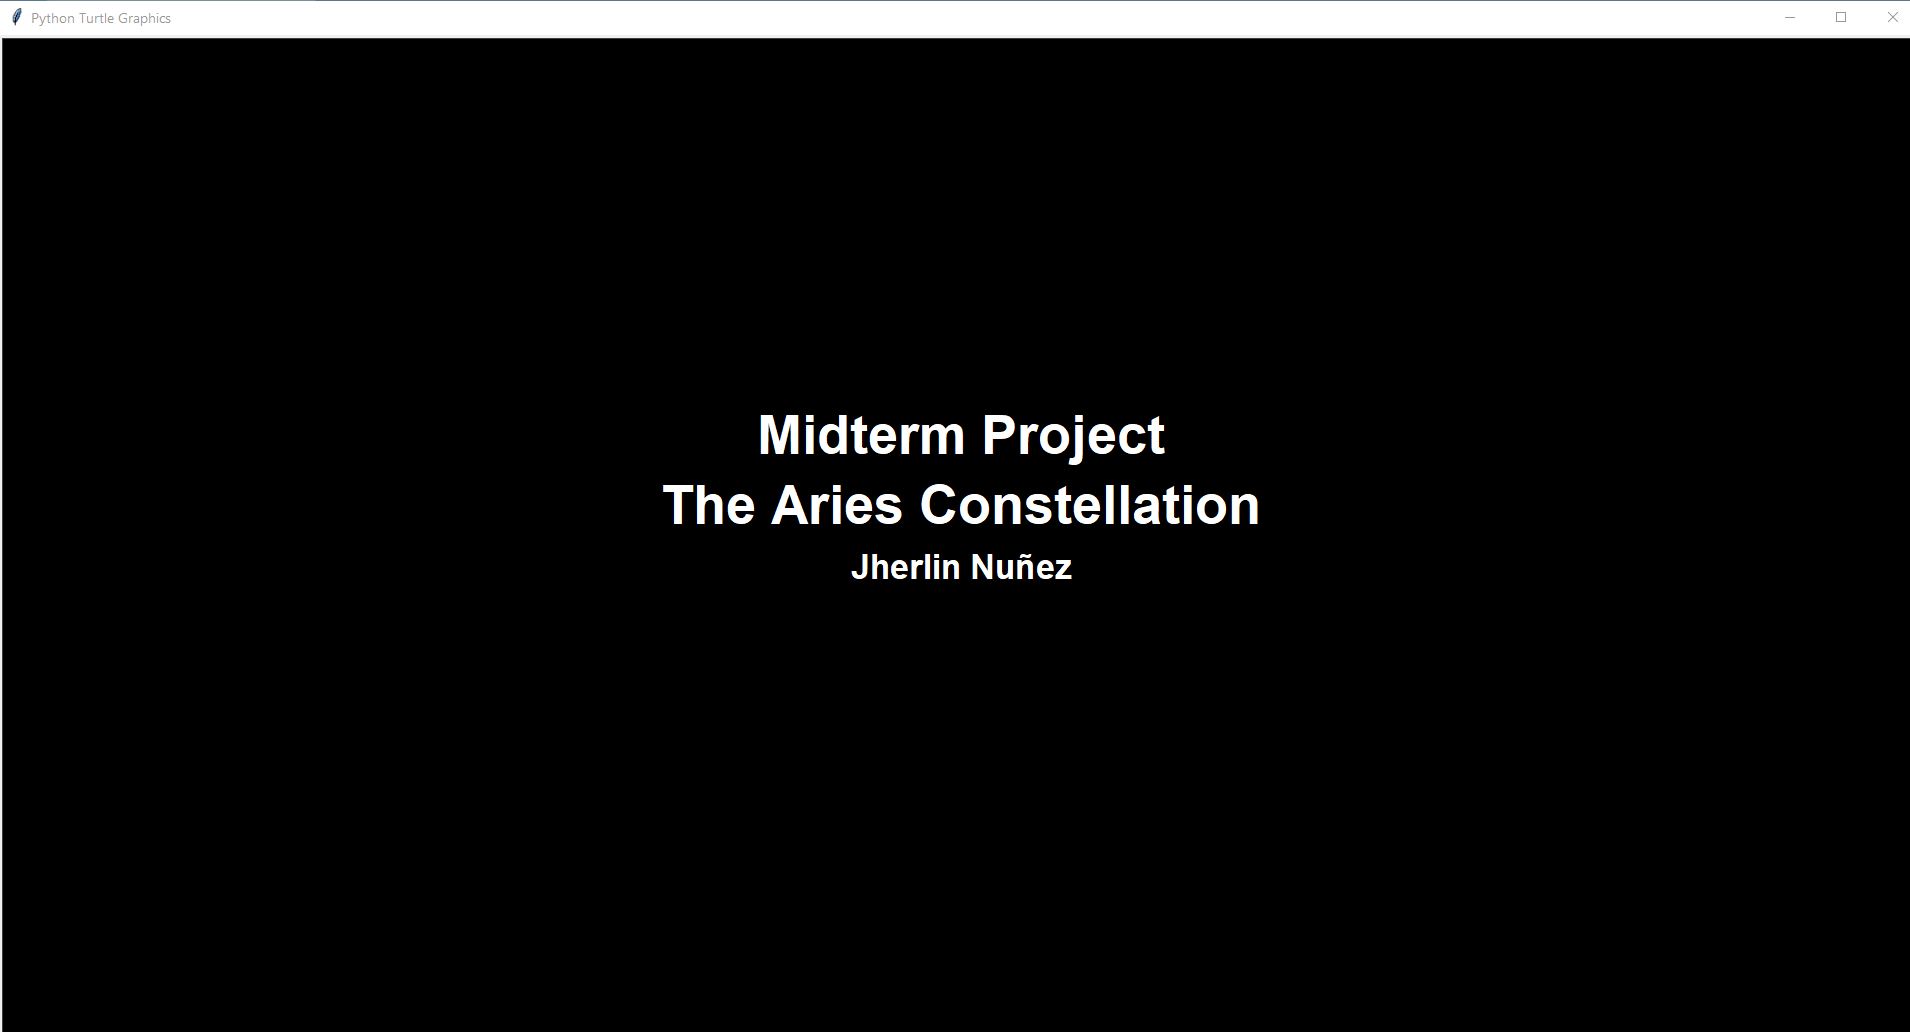 Python Turtle Graphics
Midterm Project
The Aries Constellation
Jherlin Nuñez